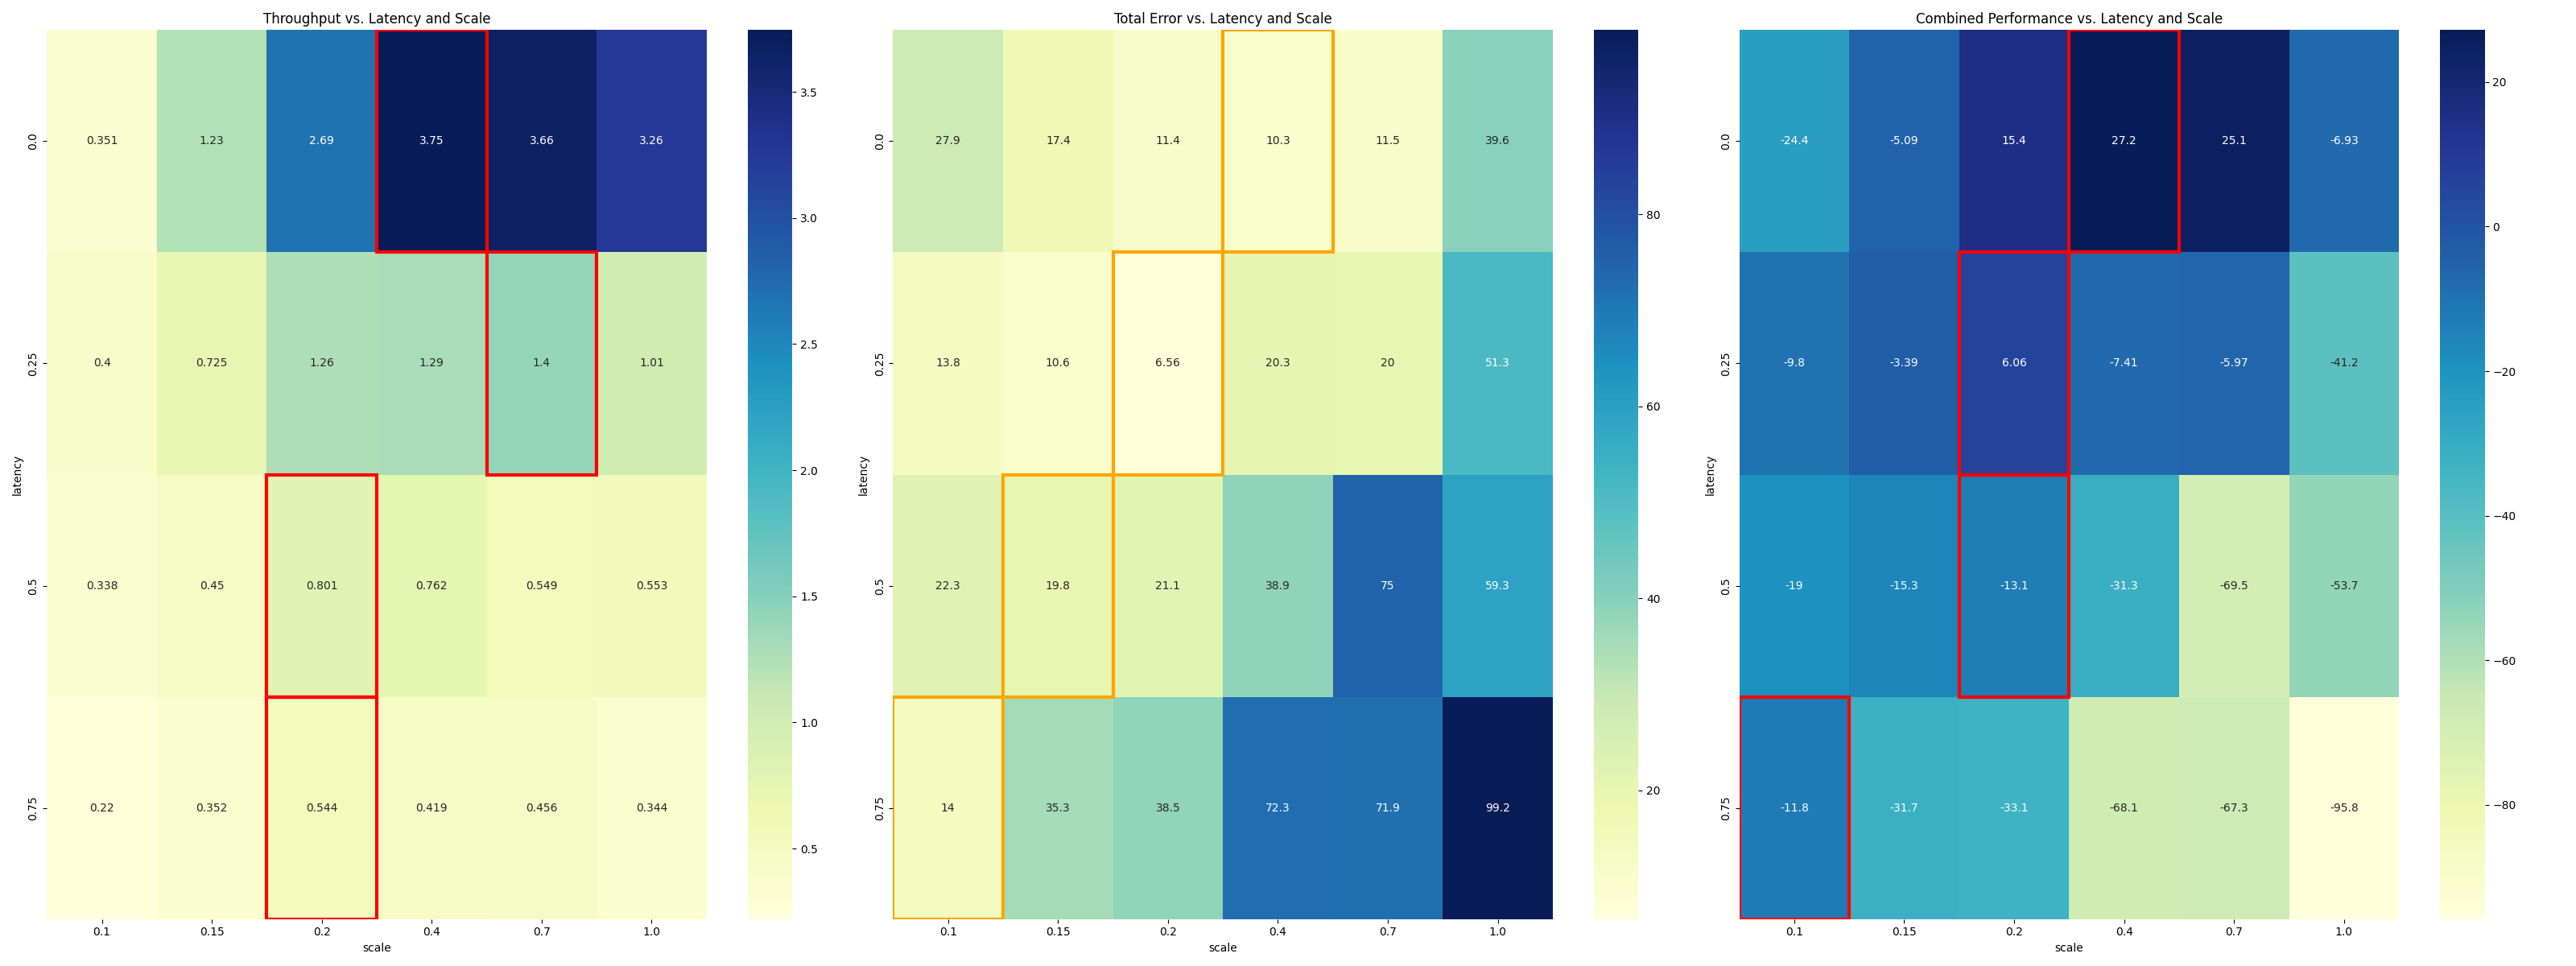 Throughput vs. Latency and Scale
0.0
0.351 1.23 2.69 3.75 3.66 3.26
0.25
0.4 0.725 1.26 1.29 1.4 1.01
latency
0.5
0.338 0.45 0.801 0.762 0.549 0.553
0.75
0.22 0.352 0.544 0.419 0.456 0.344
0.1 0.15 0.2 0.4 0.7 1.0
scale
3.5
3.0
2.5
2.0
1.5
1.0
0.5
Total Error vs. Latency and Scale
0.0
27.9 17.4 11.4 10.3 11.5 39.6
0.25
13.8 10.6 6.56 20.3 20 51.3
latency
0.5
22.3 19.8 21.1 38.9 75 59.3
0.75
14 35.3 38.5 72.3 71.9 99.2
0.1 0.15 0.2 0.4 0.7 1.0
scale
80
60
40
20
Combined Performance vs. Latency and Scale
0.0
-24.4 -5.09 15.4 27.2 25.1 -6.93
0.25
-9.8 -3.39 6.06 -7.41 -5.97 -41.2
latency
0.5
-19 -15.3 -13.1 -31.3 -69.5 -53.7
0.75
-11.8 -31.7 -33.1 -68.1 -67.3 -95.8
0.1 0.15 0.2 0.4 0.7 1.0
scale
20
0
−20
−40
−60
−80